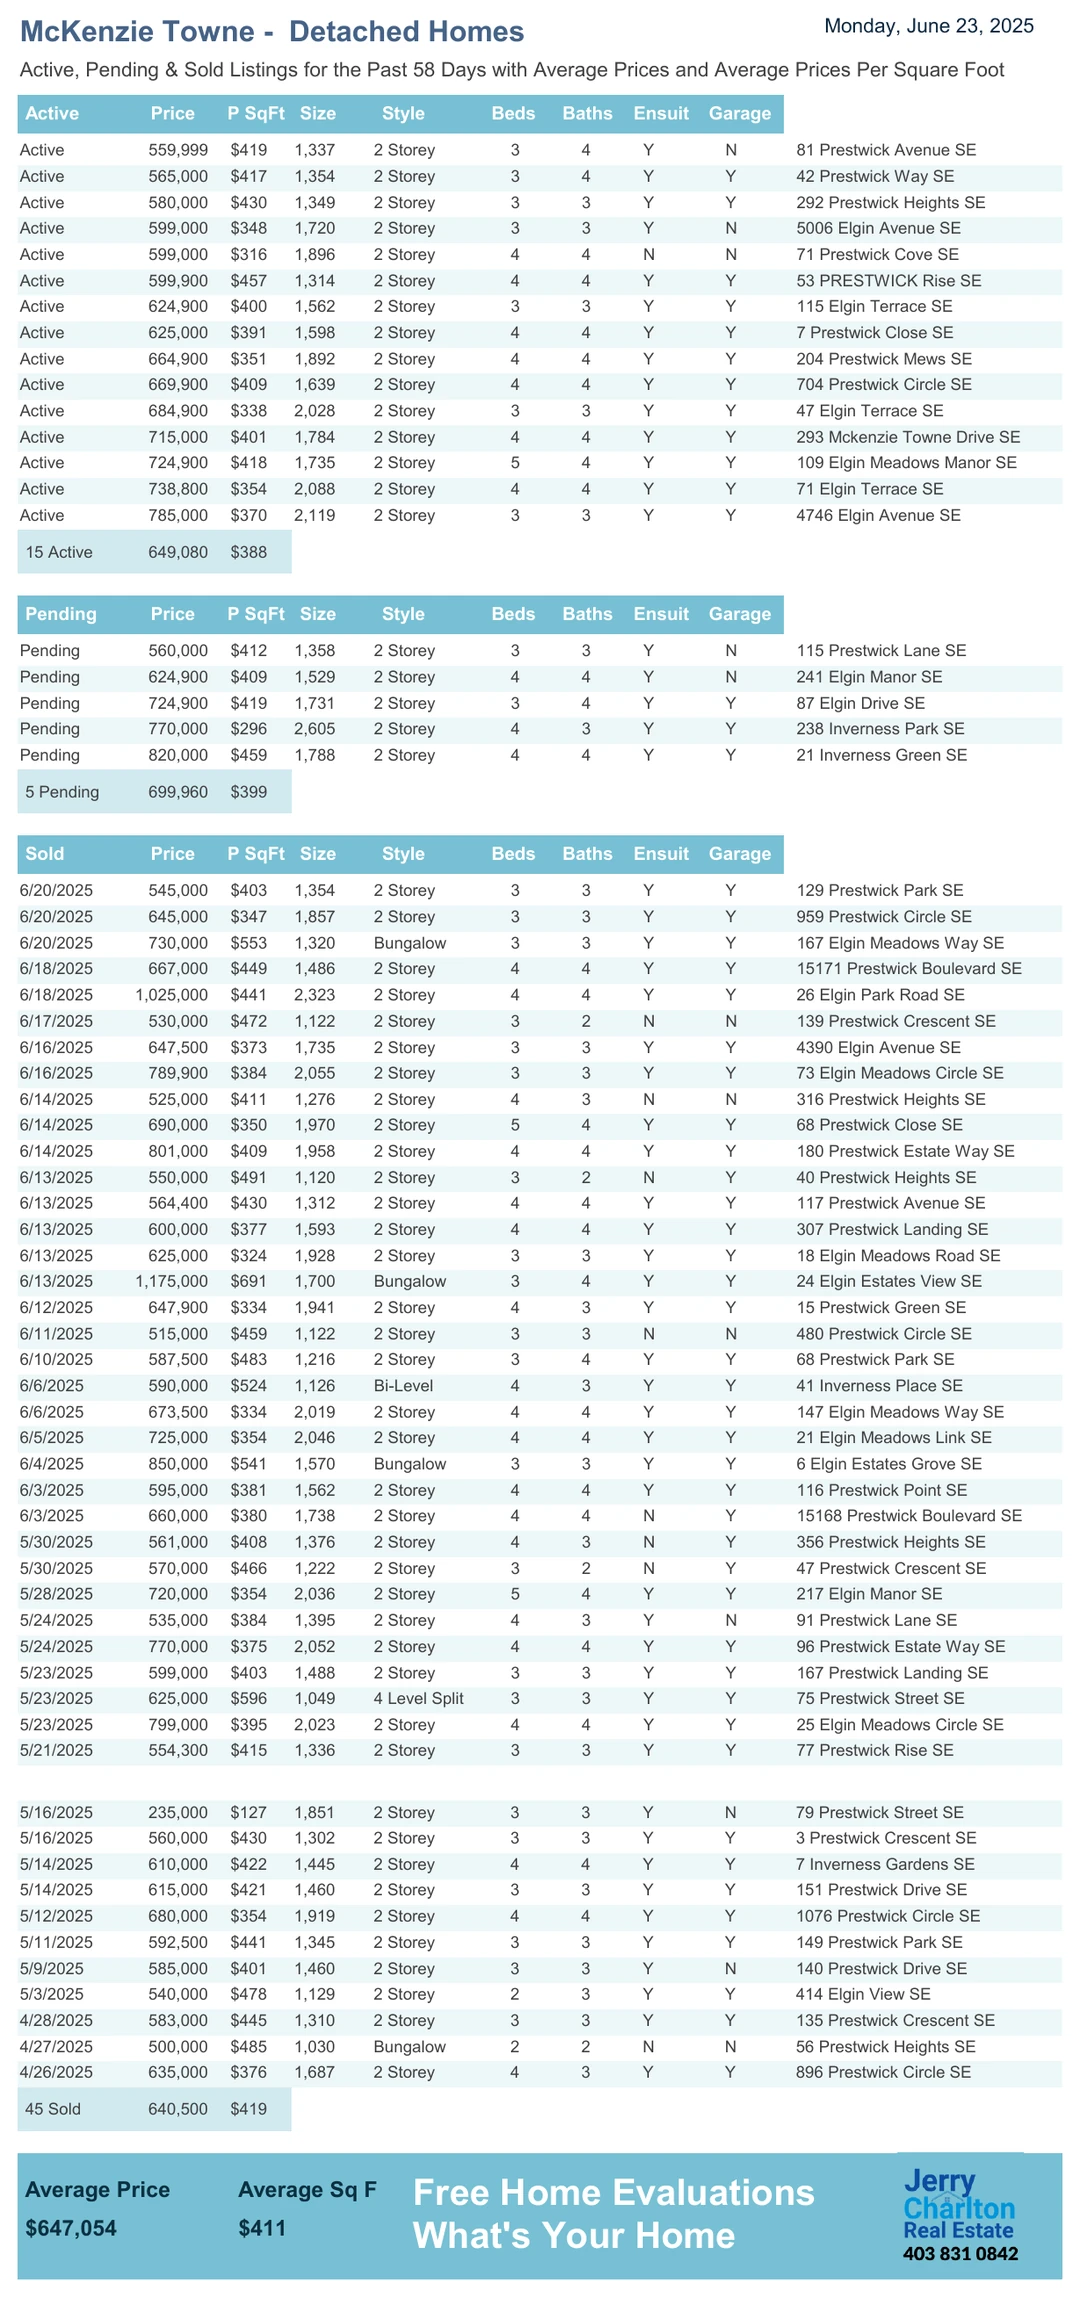 McKenzie Towne -  Detached Homes Monday, June 23, 2025
Active, Pending & Sold Listings for the Past 58 Days with Average Prices and Average Prices Per Square Foot
Active Price P SqFt Size Style Beds Baths Ensuit Garage
Active 559,999 $419 1,337 2 Storey 3 4 Y N 81 Prestwick Avenue SE
Active 565,000 $417 1,354 2 Storey 3 4 Y Y 42 Prestwick Way SE
Active 580,000 $430 1,349 2 Storey 3 3 Y Y 292 Prestwick Heights SE
Active 599,000 $348 1,720 2 Storey 3 3 Y N 5006 Elgin Avenue SE
Active 599,000 $316 1,896 2 Storey 4 4 N N 71 Prestwick Cove SE
Active 599,900 $457 1,314 2 Storey 4 4 Y Y 53 PRESTWICK Rise SE
Active 624,900 $400 1,562 2 Storey 3 3 Y Y 115 Elgin Terrace SE
Active 625,000 $391 1,598 2 Storey 4 4 Y Y 7 Prestwick Close SE
Active 664,900 $351 1,892 2 Storey 4 4 Y Y 204 Prestwick Mews SE
Active 669,900 $409 1,639 2 Storey 4 4 Y Y 704 Prestwick Circle SE
Active 684,900 $338 2,028 2 Storey 3 3 Y Y 47 Elgin Terrace SE
Active 715,000 $401 1,784 2 Storey 4 4 Y Y 293 Mckenzie Towne Drive SE
Active 724,900 $418 1,735 2 Storey 5 4 Y Y 109 Elgin Meadows Manor SE
Active 738,800 $354 2,088 2 Storey 4 4 Y Y 71 Elgin Terrace SE
Active 785,000 $370 2,119 2 Storey 3 3 Y Y 4746 Elgin Avenue SE
15 Active 649,080 $388
Pending Price P SqFt Size Style Beds Baths Ensuit Garage
Pending 560,000 $412 1,358 2 Storey 3 3 Y N 115 Prestwick Lane SE
Pending 624,900 $409 1,529 2 Storey 4 4 Y N 241 Elgin Manor SE
Pending 724,900 $419 1,731 2 Storey 3 4 Y Y 87 Elgin Drive SE
Pending 770,000 $296 2,605 2 Storey 4 3 Y Y 238 Inverness Park SE
Pending 820,000 $459 1,788 2 Storey 4 4 Y Y 21 Inverness Green SE
5 Pending 699,960 $399
Sold Price P SqFt Size Style Beds Baths Ensuit Garage
6/20/2025 545,000 $403 1,354 2 Storey 3 3 Y Y 129 Prestwick Park SE
6/20/2025 645,000 $347 1,857 2 Storey 3 3 Y Y 959 Prestwick Circle SE
6/20/2025 730,000 $553 1,320 Bungalow 3 3 Y Y 167 Elgin Meadows Way SE
6/18/2025 667,000 $449 1,486 2 Storey 4 4 Y Y 15171 Prestwick Boulevard SE
6/18/2025 1,025,000 $441 2,323 2 Storey 4 4 Y Y 26 Elgin Park Road SE
6/17/2025 530,000 $472 1,122 2 Storey 3 2 N N 139 Prestwick Crescent SE
6/16/2025 647,500 $373 1,735 2 Storey 3 3 Y Y 4390 Elgin Avenue SE
6/16/2025 789,900 $384 2,055 2 Storey 3 3 Y Y 73 Elgin Meadows Circle SE
6/14/2025 525,000 $411 1,276 2 Storey 4 3 N N 316 Prestwick Heights SE
6/14/2025 690,000 $350 1,970 2 Storey 5 4 Y Y 68 Prestwick Close SE
6/14/2025 801,000 $409 1,958 2 Storey 4 4 Y Y 180 Prestwick Estate Way SE
6/13/2025 550,000 $491 1,120 2 Storey 3 2 N Y 40 Prestwick Heights SE
6/13/2025 564,400 $430 1,312 2 Storey 4 4 Y Y 117 Prestwick Avenue SE
6/13/2025 600,000 $377 1,593 2 Storey 4 4 Y Y 307 Prestwick Landing SE
6/13/2025 625,000 $324 1,928 2 Storey 3 3 Y Y 18 Elgin Meadows Road SE
6/13/2025 1,175,000 $691 1,700 Bungalow 3 4 Y Y 24 Elgin Estates View SE
6/12/2025 647,900 $334 1,941 2 Storey 4 3 Y Y 15 Prestwick Green SE
6/11/2025 515,000 $459 1,122 2 Storey 3 3 N N 480 Prestwick Circle SE
6/10/2025 587,500 $483 1,216 2 Storey 3 4 Y Y 68 Prestwick Park SE
6/6/2025 590,000 $524 1,126 Bi-Level 4 3 Y Y 41 Inverness Place SE
6/6/2025 673,500 $334 2,019 2 Storey 4 4 Y Y 147 Elgin Meadows Way SE
6/5/2025 725,000 $354 2,046 2 Storey 4 4 Y Y 21 Elgin Meadows Link SE
6/4/2025 850,000 $541 1,570 Bungalow 3 3 Y Y 6 Elgin Estates Grove SE
6/3/2025 595,000 $381 1,562 2 Storey 4 4 Y Y 116 Prestwick Point SE
6/3/2025 660,000 $380 1,738 2 Storey 4 4 N Y 15168 Prestwick Boulevard SE
5/30/2025 561,000 $408 1,376 2 Storey 4 3 N Y 356 Prestwick Heights SE
5/30/2025 570,000 $466 1,222 2 Storey 3 2 N Y 47 Prestwick Crescent SE
5/28/2025 720,000 $354 2,036 2 Storey 5 4 Y Y 217 Elgin Manor SE
5/24/2025 535,000 $384 1,395 2 Storey 4 3 Y N 91 Prestwick Lane SE
5/24/2025 770,000 $375 2,052 2 Storey 4 4 Y Y 96 Prestwick Estate Way SE
5/23/2025 599,000 $403 1,488 2 Storey 3 3 Y Y 167 Prestwick Landing SE
5/23/2025 625,000 $596 1,049 4 Level Split 3 3 Y Y 75 Prestwick Street SE
5/23/2025 799,000 $395 2,023 2 Storey 4 4 Y Y 25 Elgin Meadows Circle SE
5/21/2025 554,300 $415 1,336 2 Storey 3 3 Y Y 77 Prestwick Rise SE
5/16/2025 235,000 $127 1,851 2 Storey 3 3 Y N 79 Prestwick Street SE
5/16/2025 560,000 $430 1,302 2 Storey 3 3 Y Y 3 Prestwick Crescent SE
5/14/2025 610,000 $422 1,445 2 Storey 4 4 Y Y 7 Inverness Gardens SE
5/14/2025 615,000 $421 1,460 2 Storey 3 3 Y Y 151 Prestwick Drive SE
5/12/2025 680,000 $354 1,919 2 Storey 4 4 Y Y 1076 Prestwick Circle SE
5/11/2025 592,500 $441 1,345 2 Storey 3 3 Y Y 149 Prestwick Park SE
5/9/2025 585,000 $401 1,460 2 Storey 3 3 Y N 140 Prestwick Drive SE
5/3/2025 540,000 $478 1,129 2 Storey 2 3 Y Y 414 Elgin View SE
4/28/2025 583,000 $445 1,310 2 Storey 3 3 Y Y 135 Prestwick Crescent SE
4/27/2025 500,000 $485 1,030 Bungalow 2 2 N N 56 Prestwick Heights SE
4/26/2025 635,000 $376 1,687 2 Storey 4 3 Y Y 896 Prestwick Circle SE
45 Sold 640,500 $419
Average Price Average Sq F
$647,054 $411
Free Home Evaluations
What's Your Home
Jerry
Charlton
Real Estate
403 831 0842